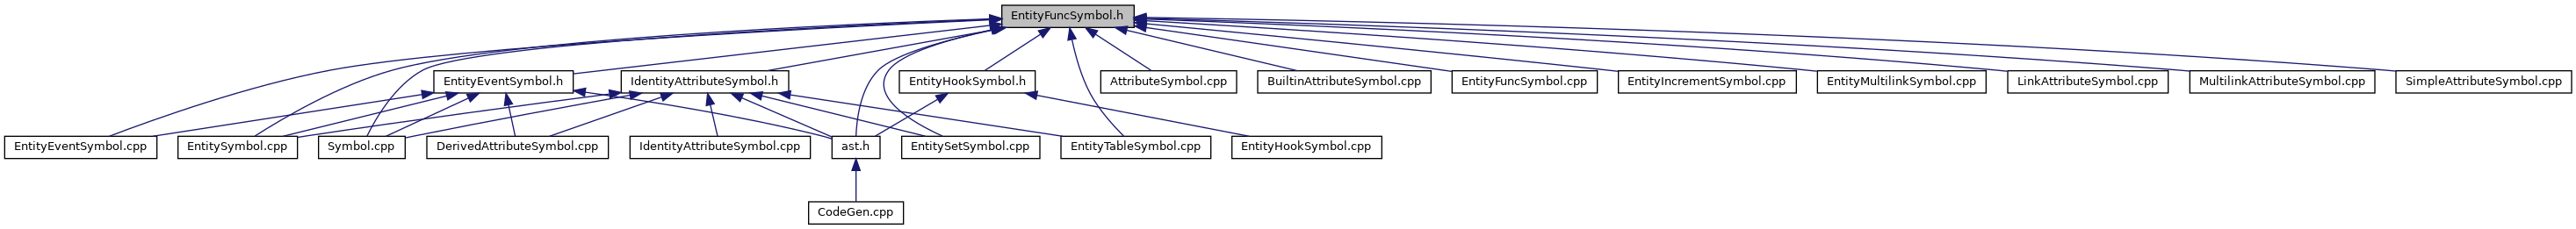 EntityFuncSymbol.h
EntityEventSymbol.h
IdentityAttributeSymbol.h
EntityHookSymbol.h
AttributeSymbol.cpp
BuiltinAttributeSymbol.cpp
EntityFuncSymbol.cpp
EntityIncrementSymbol.cpp
EntityMultilinkSymbol.cpp
LinkAttributeSymbol.cpp
MultilinkAttributeSymbol.cpp
SimpleAttributeSymbol.cpp
EntityEventSymbol.cpp
EntitySymbol.cpp
Symbol.cpp
DerivedAttributeSymbol.cpp
IdentityAttributeSymbol.cpp
ast.h
EntitySetSymbol.cpp
EntityTableSymbol.cpp
EntityHookSymbol.cpp
CodeGen.cpp